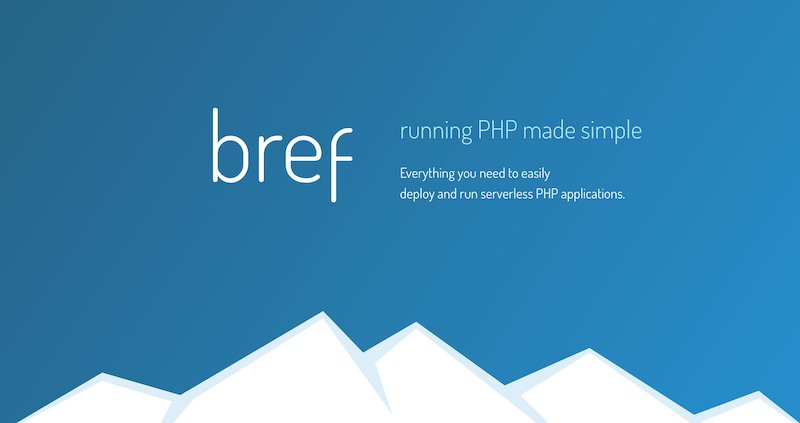 bref
running PHP made simple
Everything you need to easily
deploy and run serverless PHP applications.